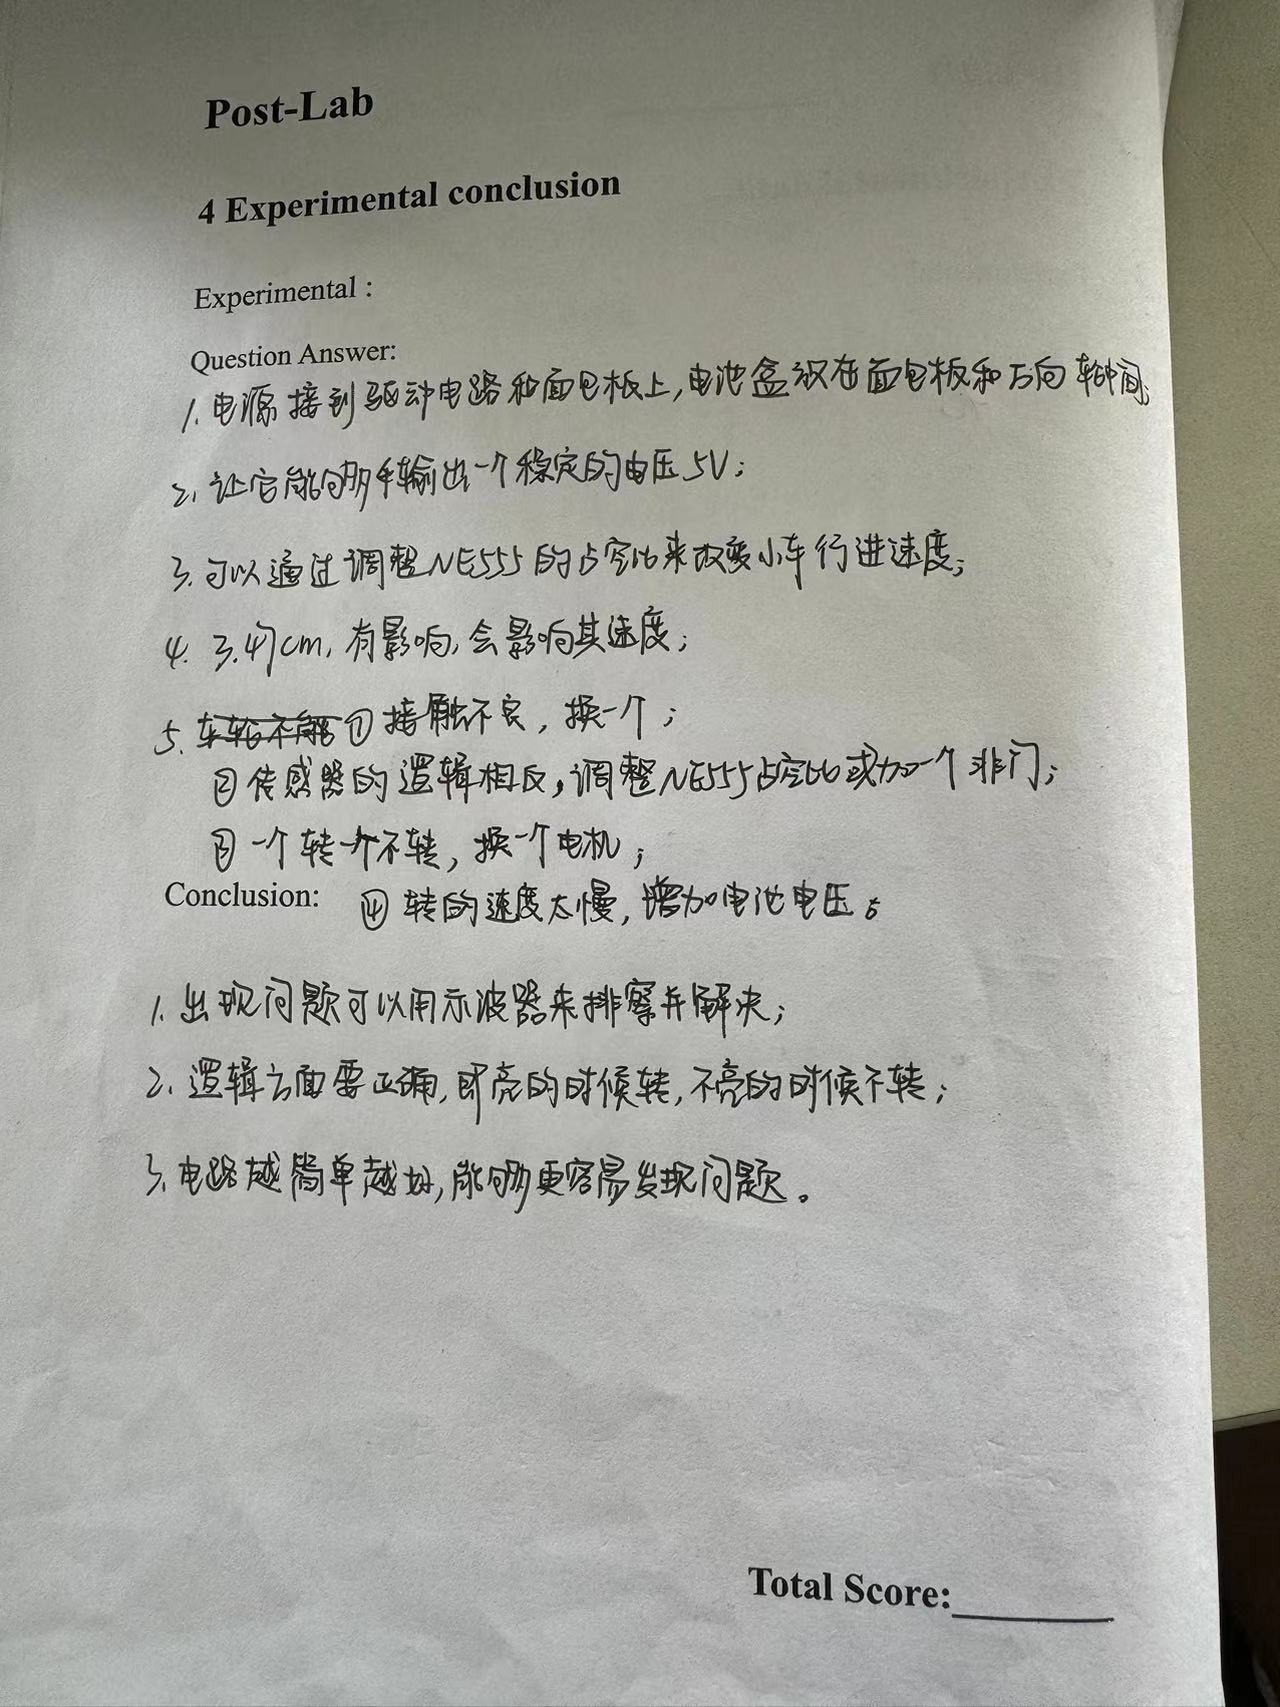 Post-Lab
4 Experimental conclusion
Experimental :
Question Answer:
1. 电源接到驱动电路和面包板上,电池盒放在面包板和万向轮中间;
2. 让它能够输出一个稳定的电压5V;
3. 可以通过调整NE555的占空比来改变小车行进速度;
4. cm, 有影响, 会影响其速度;
5. ① 接触不良, 换一个;
② 传感器的逻辑相反, 调整NE555占空比或加一个非门;
③ 一个转一个不转, 换一个电机;
Conclusion: ④ 转的速度太慢, 增加电池电压。
1. 出现问题可以用示波器来排察并解决;
2. 逻辑方面要正确, 即亮的时候转, 不亮的时候不转;
3. 电路越简单越好, 能够更容易发现问题。
Total Score: